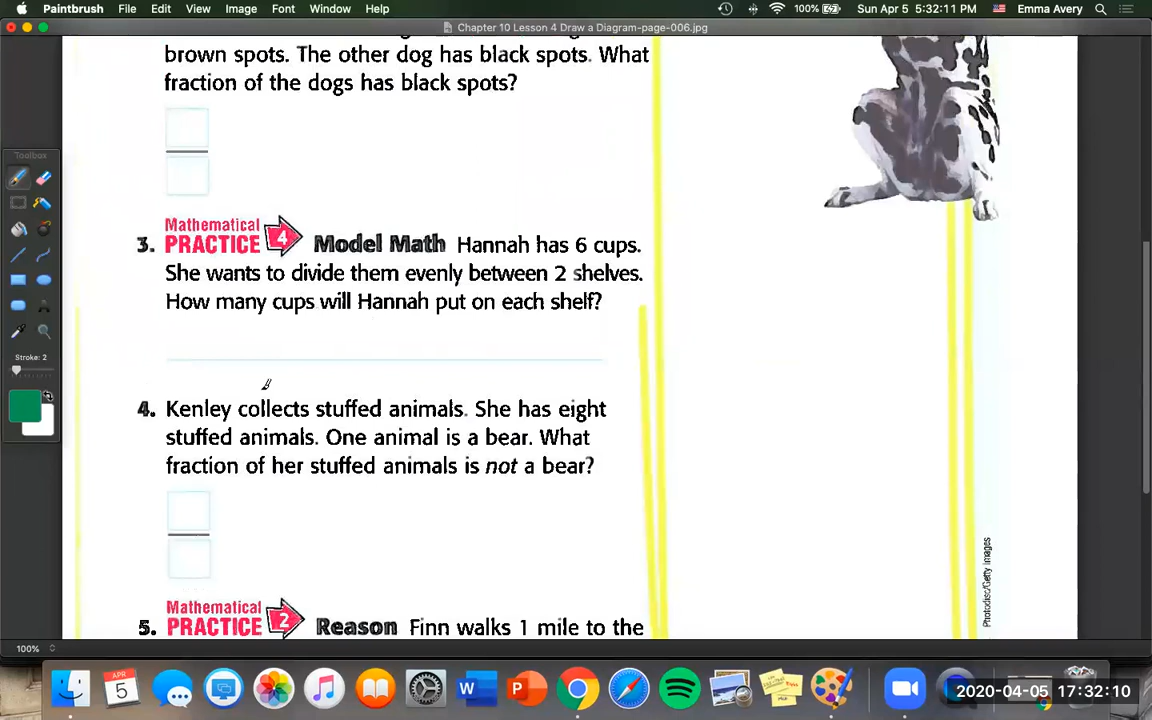 Paintbrush File Edit View Image Font Window Help 100% Sun Apr 5 5:32:11 PM Emma Avery
Chapter 10 Lesson 4 Draw a Diagram-page-006.jpg
brown spots. The other dog has black spots. What
fraction of the dogs has black spots?
Toolbox
Mathematical
PRACTICE 4
3. Model Math Hannah has 6 cups.
She wants to divide them evenly between 2 shelves.
How many cups will Hannah put on each shelf?
Stroke: 2
4. Kenley collects stuffed animals. She has eight
stuffed animals. One animal is a bear. What
fraction of her stuffed animals is not a bear?
Photodisc/Getty Images
Mathematical
PRACTICE 2
5. Reason Finn walks 1 mile to the
100%
APR
5
2020-04-05 17:32:10